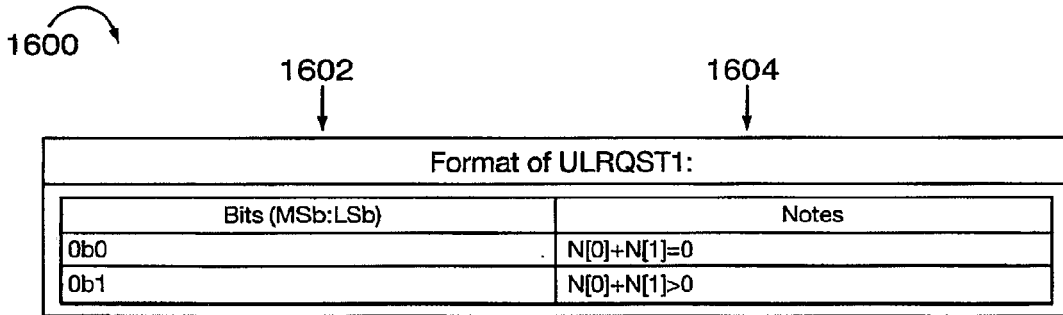 1600
1602 1604
Format of ULRQST1:
Bits (MSb:LSb) Notes
0b0 N[0]+N[1]=0
0b1 N[0]+N[1]>0